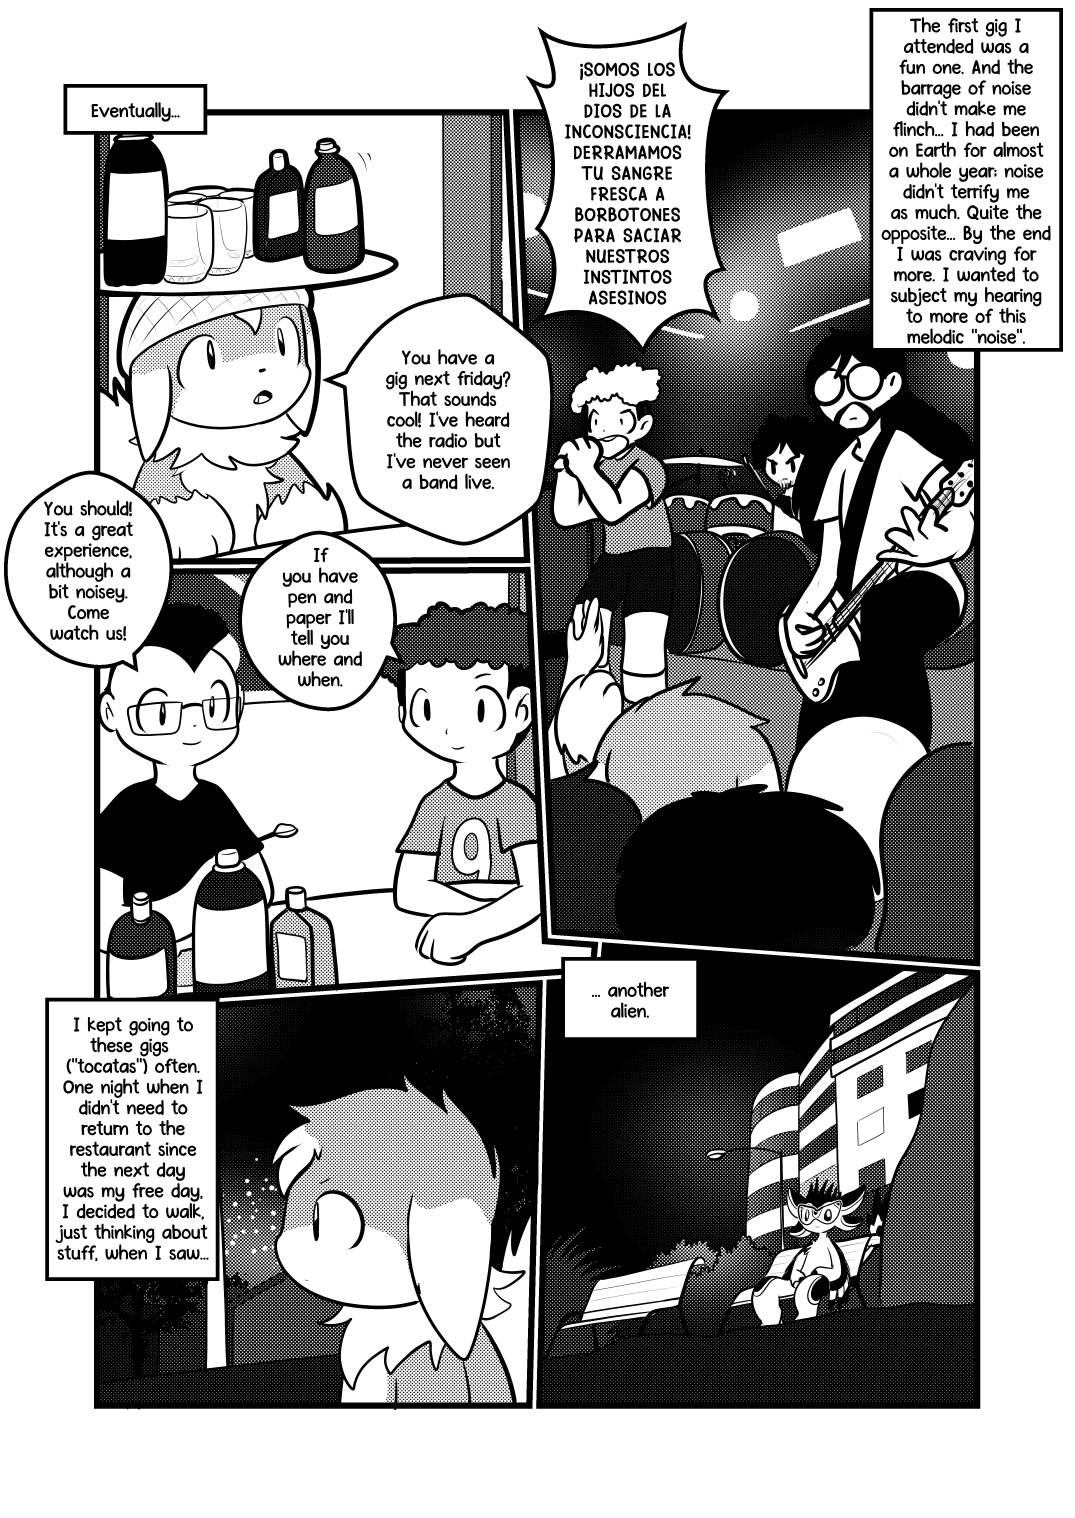 Eventually...
You have a
gig next friday?
That sounds
cool! I've heard
the radio but
I've never seen
a band live.
You should!
It's a great
experience,
although a
bit noisey.
Come
watch us!
If
you have
pen and
paper I'll
tell you
where and
when.
9
¡SOMOS LOS
HIJOS DEL
DIOS DE LA
INCONSCIENCIA!
DERRAMAMOS
TU SANGRE
FRESCA A
BORBOTONES
PARA SACIAR
NUESTROS
INSTINTOS
ASESINOS
The first gig I
attended was a
fun one. And the
barrage of noise
didn't make me
flinch... I had been
on Earth for almost
a whole year; noise
didn't terrify me
as much. Quite the
opposite... By the end
I was craving for
more. I wanted to
subject my hearing
to more of this
melodic "noise".
I kept going to
these gigs
("tocatas") often.
One night when I
didn't need to
return to the
restaurant since
the next day
was my free day,
I decided to walk,
just thinking about
stuff, when I saw...
... another
alien.